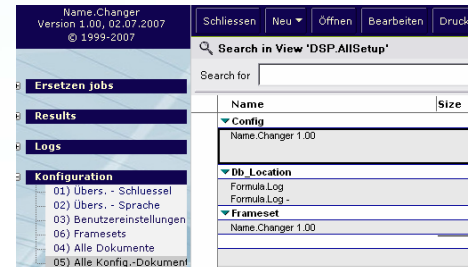 Name.Changer
Version 1.00, 02.07.2007
© 1999-2007
Ersetzen jobs
Results
Logs
Konfiguration
01) Übers. - Schluessel
02) Übers. - Sprache
03) Benutzereinstellungen
06) Framesets
04) Alle Dokumente
05) Alle Konfig.-Dokument
Schliessen Neu Öffnen Bearbeiten Druck
Search in View 'DSP.AllSetup'
Search for
Name Size
Config
Name.Changer 1.00
Db_Location
Formula.Log
Formula.Log -
Frameset
Name.Changer 1.00